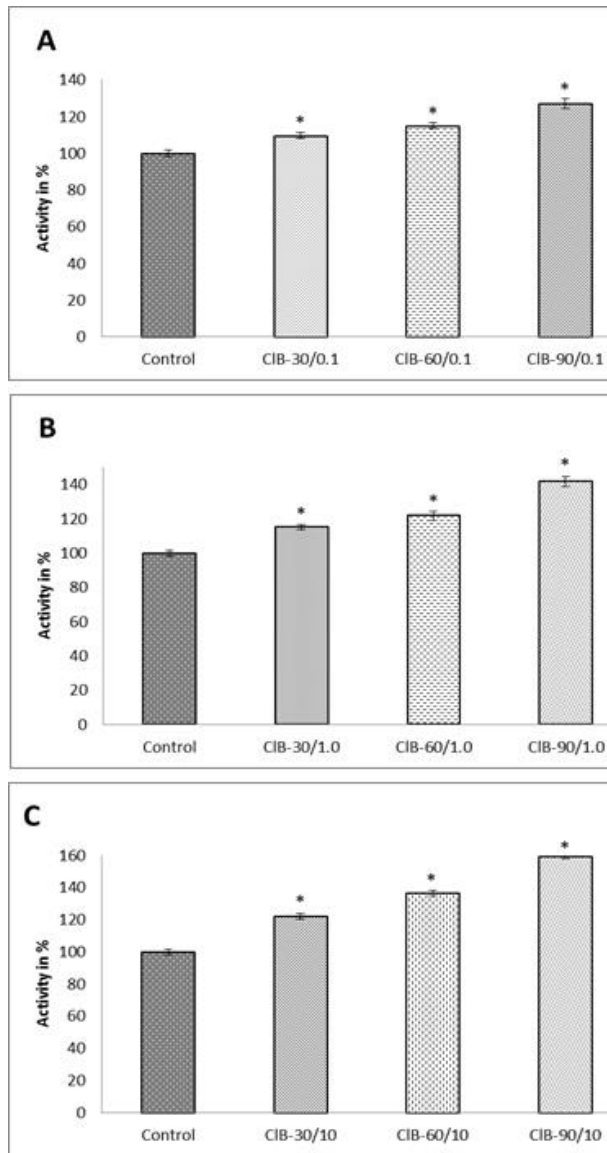 A
Activity in %
140
120
100
80
60
40
20
0
*
*
*
Control
ClB-30/0.1
ClB-60/0.1
ClB-90/0.1
B
Activity in %
140
120
100
80
60
40
20
0
*
*
*
Control
ClB-30/1.0
ClB-60/1.0
ClB-90/1.0
C
Activity in %
160
140
120
100
80
60
40
20
0
*
*
*
Control
ClB-30/10
ClB-60/10
ClB-90/10